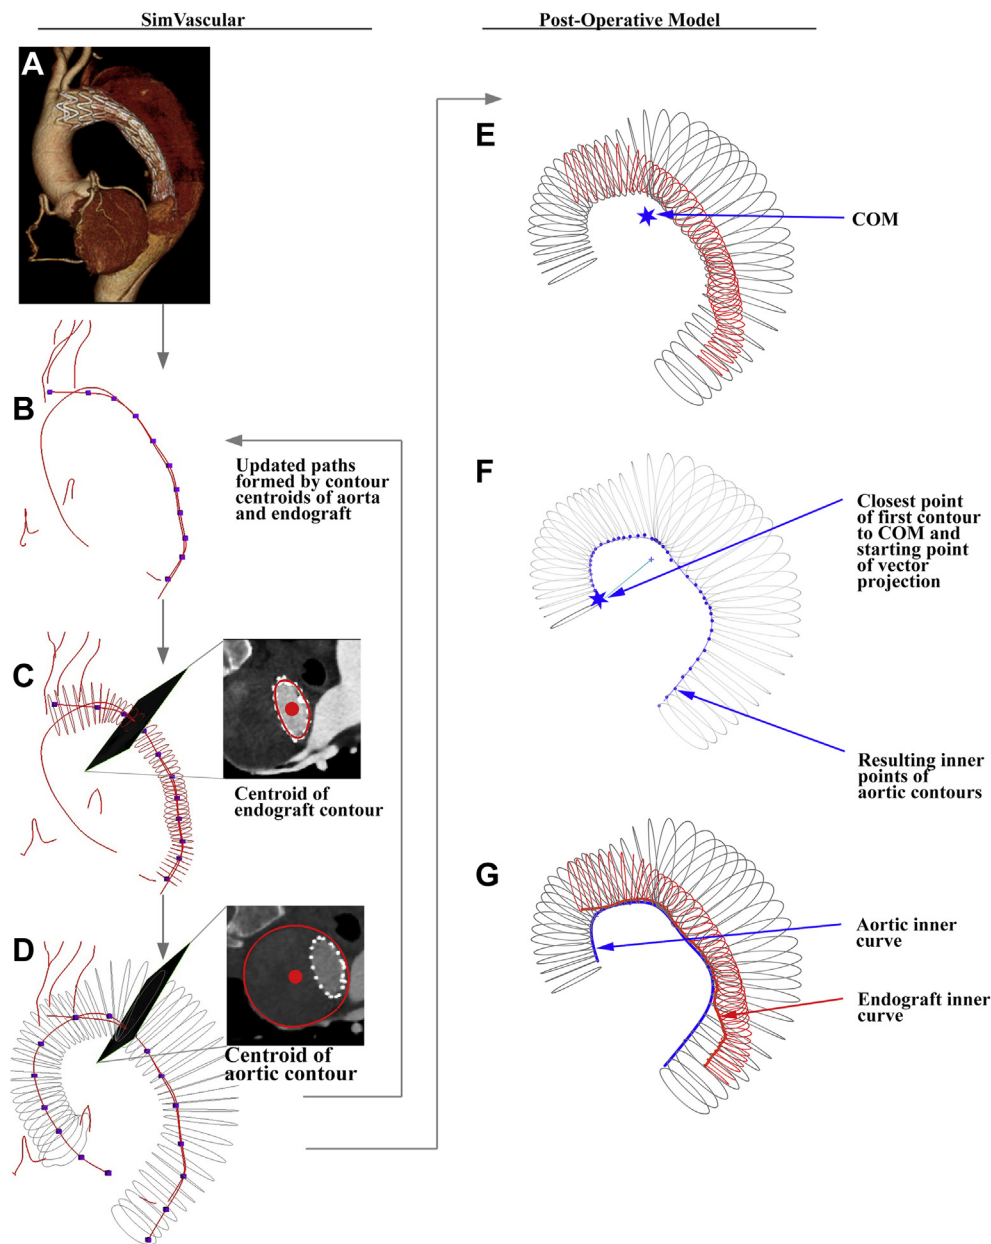 SimVascular
Post-Operative Model
A
B
Updated paths
formed by contour
centroids of aorta
and endograft
C
Centroid of
endograft contour
D
Centroid of
aortic contour
E
COM
F
Closest point
of first contour
to COM and
starting point
of vector
projection
Resulting inner
points of
aortic contours
G
Aortic inner
curve
Endograft inner
curve